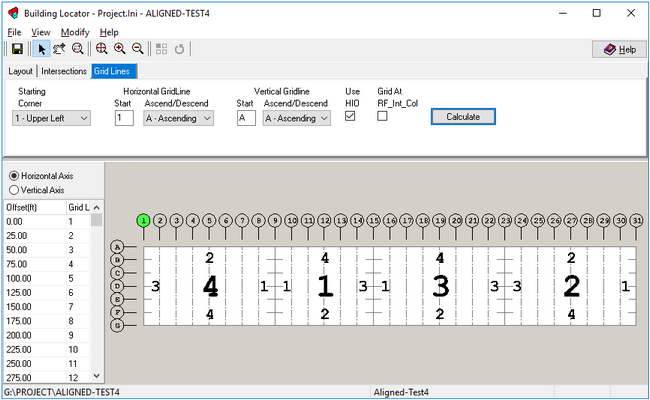 Building Locator - Project.Ini - ALIGNED-TEST4
File View Modify Help
Help
Layout Intersections Grid Lines
Starting Horizontal GridLine Vertical Gridline Use Grid At
Corner Start Ascend/Descend Start Ascend/Descend HIO RF_Int_Col
1 - Upper Left 1 A - Ascending A A - Ascending Calculate
Horizontal Axis
Vertical Axis
Offset(ft) Grid L
0.00 1
25.00 2
50.00 3
75.00 4
100.00 5
125.00 6
150.00 7
175.00 8
200.00 9
225.00 10
250.00 11
275.00 12
1 2 3 4 5 6 7 8 9 10 11 12 13 14 15 16 17 18 19 20 21 22 23 24 25 26 27 28 29 30 31
A
B 2 4 4 2
C
D 3 4 1 1 1 3 1 3 3 3 2 1
E
F 4 2 2 4
G
G:\PROJECT\ALIGNED-TEST4 Aligned-Test4